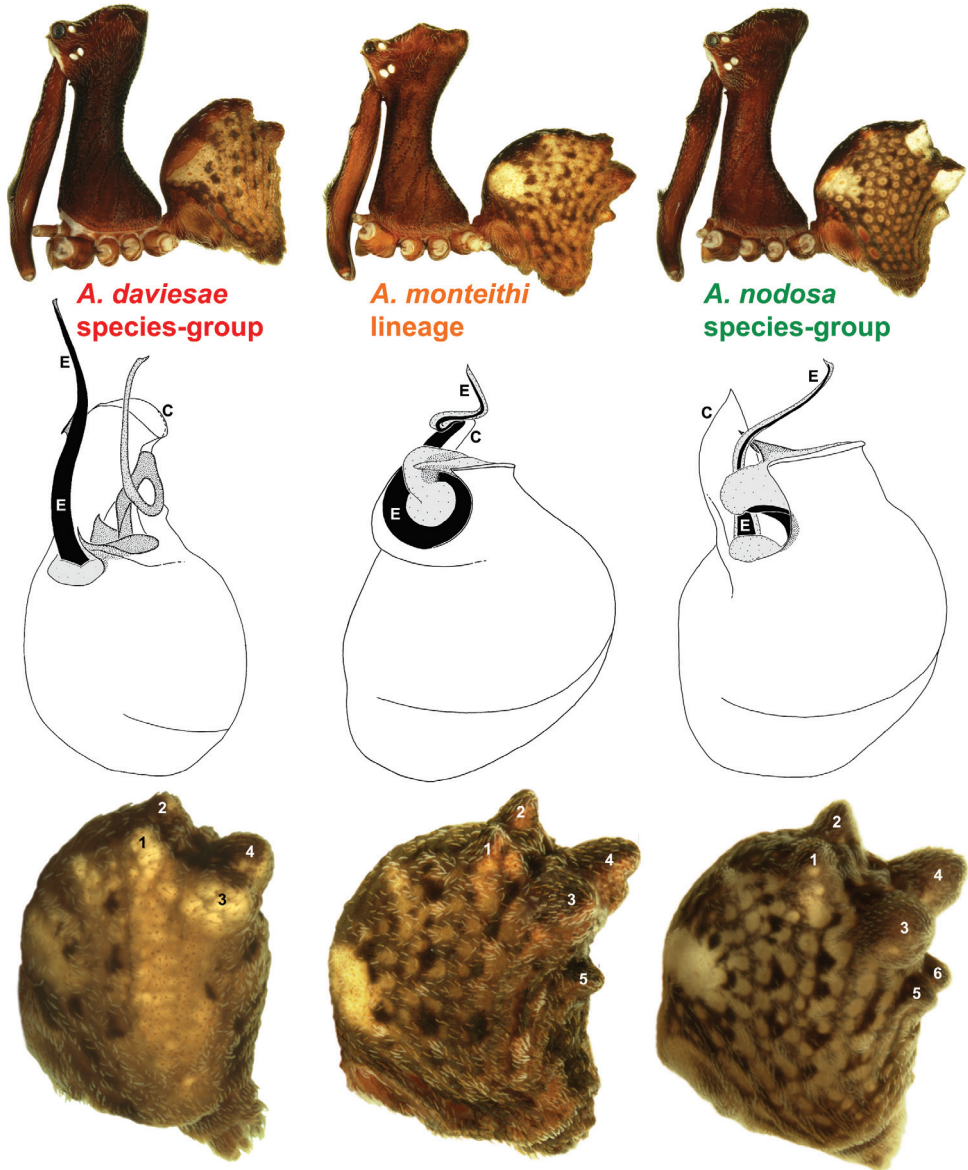 A. daviesae
species-group
A. monteithi
lineage
A. nodosa
species-group
E
C
E
E
C
E
E
C
E
2
1
4
3
2
1
4
3
5
2
1
4
3
6
5